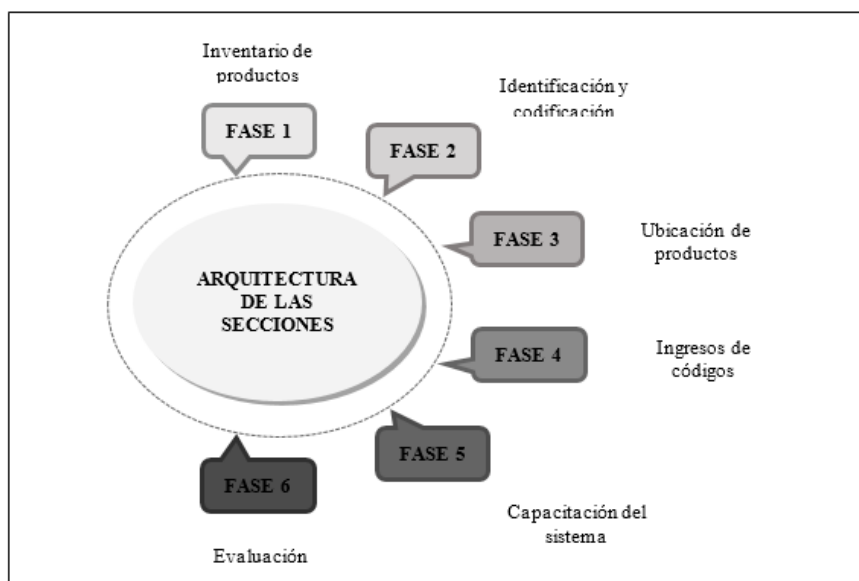 Inventario de
productos
FASE 1
Identificación y
codificación
FASE 2
FASE 3
Ubicación de
productos
ARQUITECTURA
DE LAS
SECCIONES
FASE 4
Ingresos de
códigos
FASE 5
Capacitación del
sistema
FASE 6
Evaluación